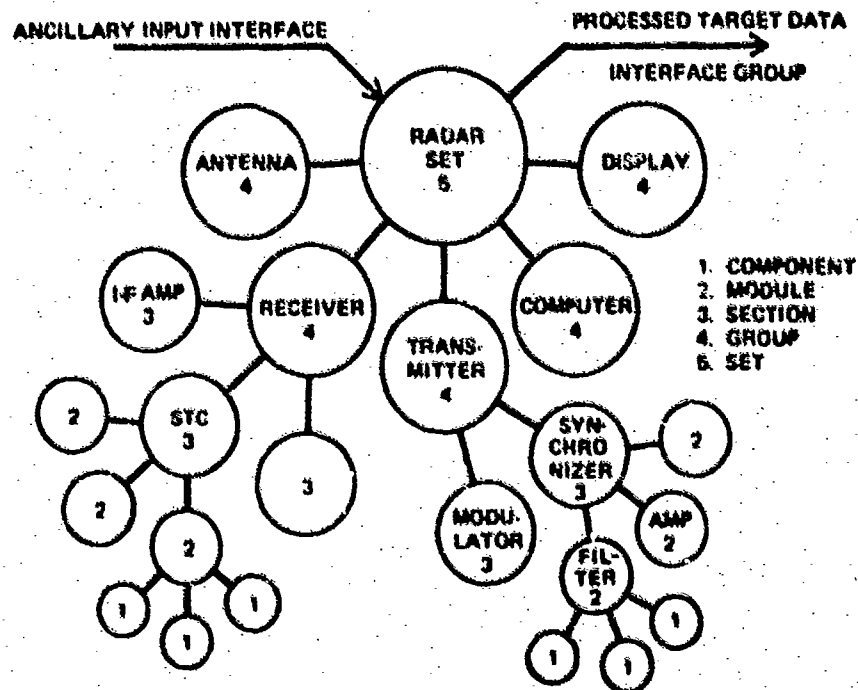 ANCILLARY INPUT INTERFACE
PROCESSED TARGET DATA
INTERFACE GROUP
RADAR
SET
5
ANTENNA
4
DISPLAY
4
I-F AMP
3
RECEIVER
4
TRANS-
MITTER
4
COMPUTER
4
1. COMPONENT
2. MODULE
3. SECTION
4. GROUP
5. SET
2
STC
3
2
2
1
1
1
3
MODU-
LATOR
3
SYN-
CHRO
NIZER
3
2
AMP
2
FIL-
TER
2
1
1
1